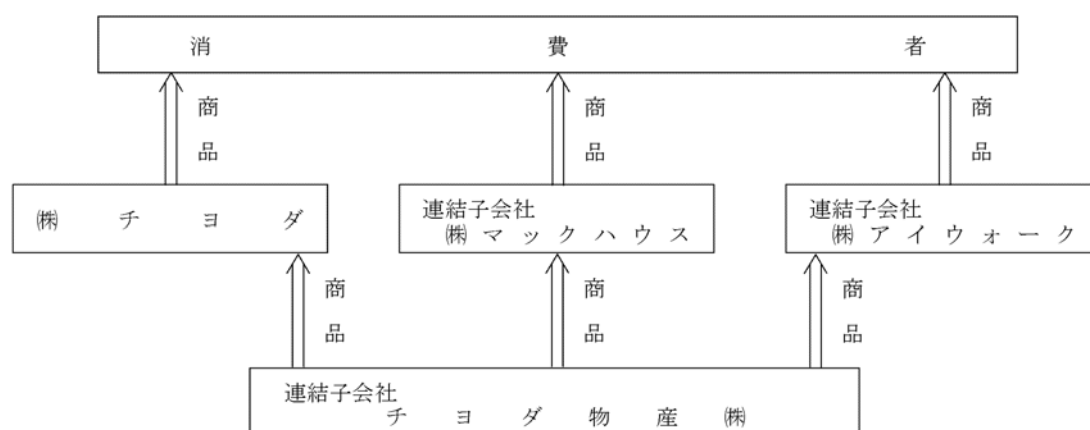 消費者
商品
商品
商品
㈱チヨダ
連結子会社
㈱マックハウス
連結子会社
㈱アイウォーク
商品
商品
商品
連結子会社
チヨダ物産㈱